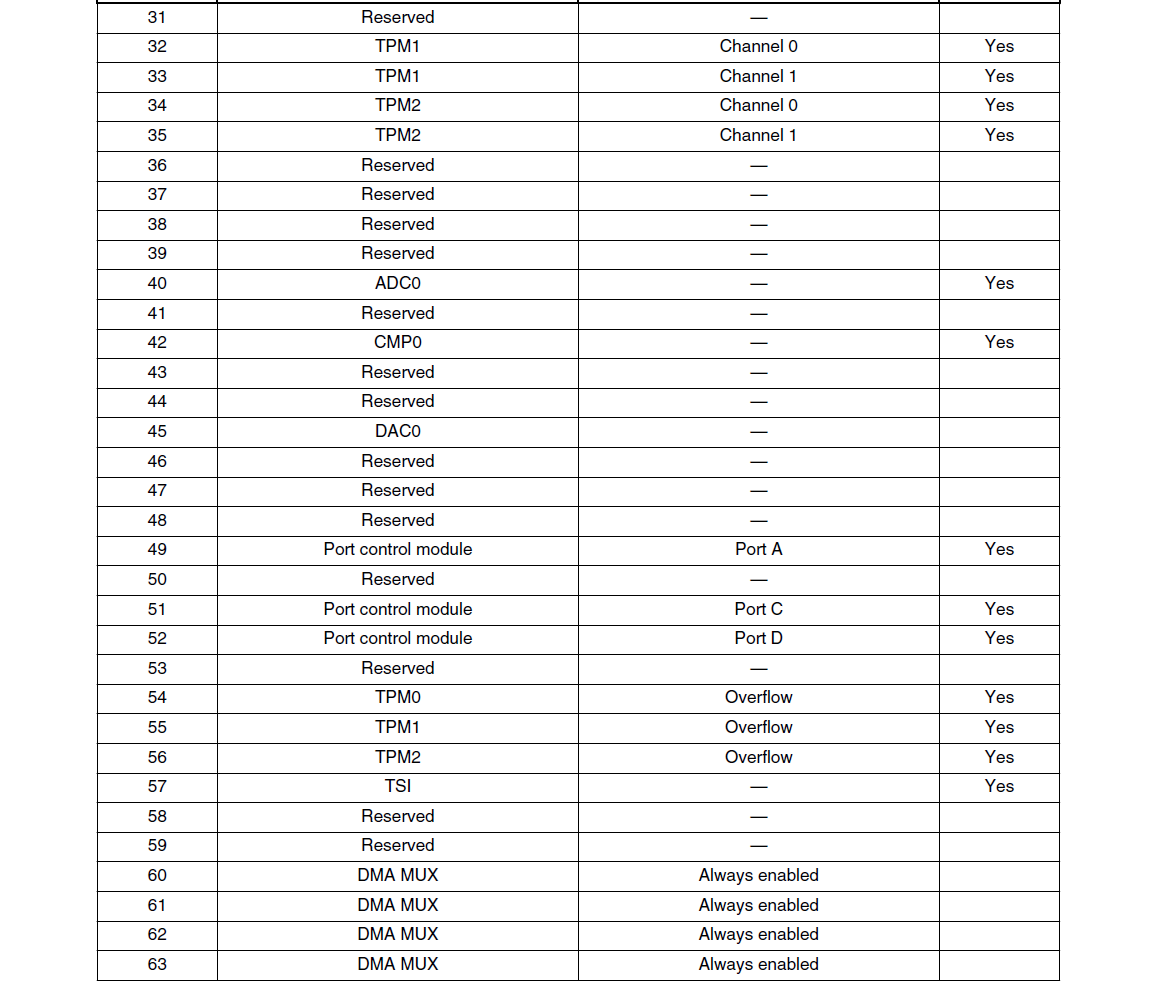 31 Reserved —
32 TPM1 Channel 0 Yes
33 TPM1 Channel 1 Yes
34 TPM2 Channel 0 Yes
35 TPM2 Channel 1 Yes
36 Reserved —
37 Reserved —
38 Reserved —
39 Reserved —
40 ADC0 — Yes
41 Reserved —
42 CMP0 — Yes
43 Reserved —
44 Reserved —
45 DAC0 —
46 Reserved —
47 Reserved —
48 Reserved —
49 Port control module Port A Yes
50 Reserved —
51 Port control module Port C Yes
52 Port control module Port D Yes
53 Reserved —
54 TPM0 Overflow Yes
55 TPM1 Overflow Yes
56 TPM2 Overflow Yes
57 TSI — Yes
58 Reserved —
59 Reserved —
60 DMA MUX Always enabled
61 DMA MUX Always enabled
62 DMA MUX Always enabled
63 DMA MUX Always enabled